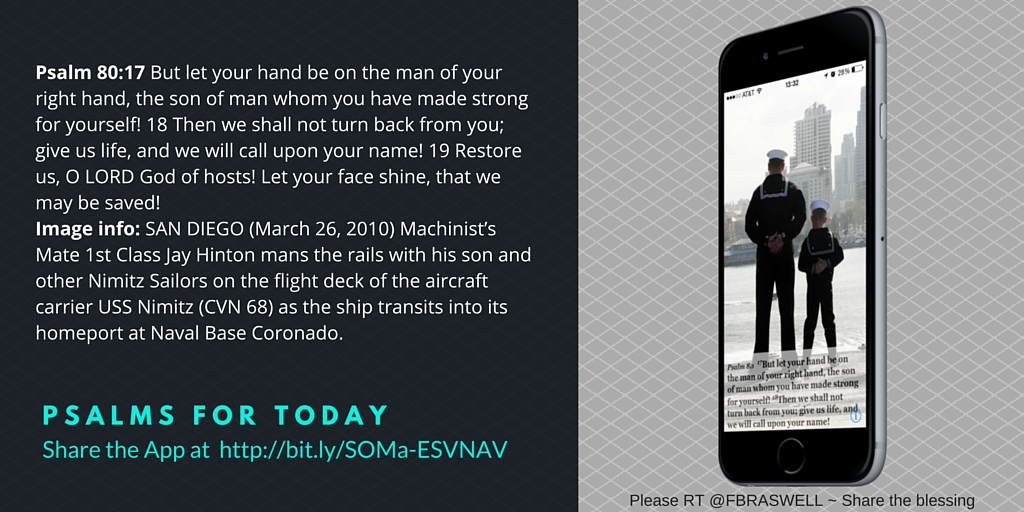 Psalm 80:17 But let your hand be on the man of your
right hand, the son of man whom you have made strong
for yourself! 18 Then we shall not turn back from you;
give us life, and we will call upon your name! 19 Restore
us, O LORD God of hosts! Let your face shine, that we
may be saved!
Image info: SAN DIEGO (March 26, 2010) Machinist’s
Mate 1st Class Jay Hinton mans the rails with his son and
other Nimitz Sailors on the flight deck of the aircraft
carrier USS Nimitz (CVN 68) as the ship transits into its
homeport at Naval Base Coronado.
PSALMS FOR TODAY
Share the App at http://bit.ly/SOMa-ESVNAV
AT&T 13:32 28%
Psalm 80 17But let your hand be on
the man of your right hand, the son
of man whom you have made strong
for yourself! 18Then we shall not
turn back from you; give us life, and
we will call upon your name!
Please RT @FBRASWELL ~ Share the blessing